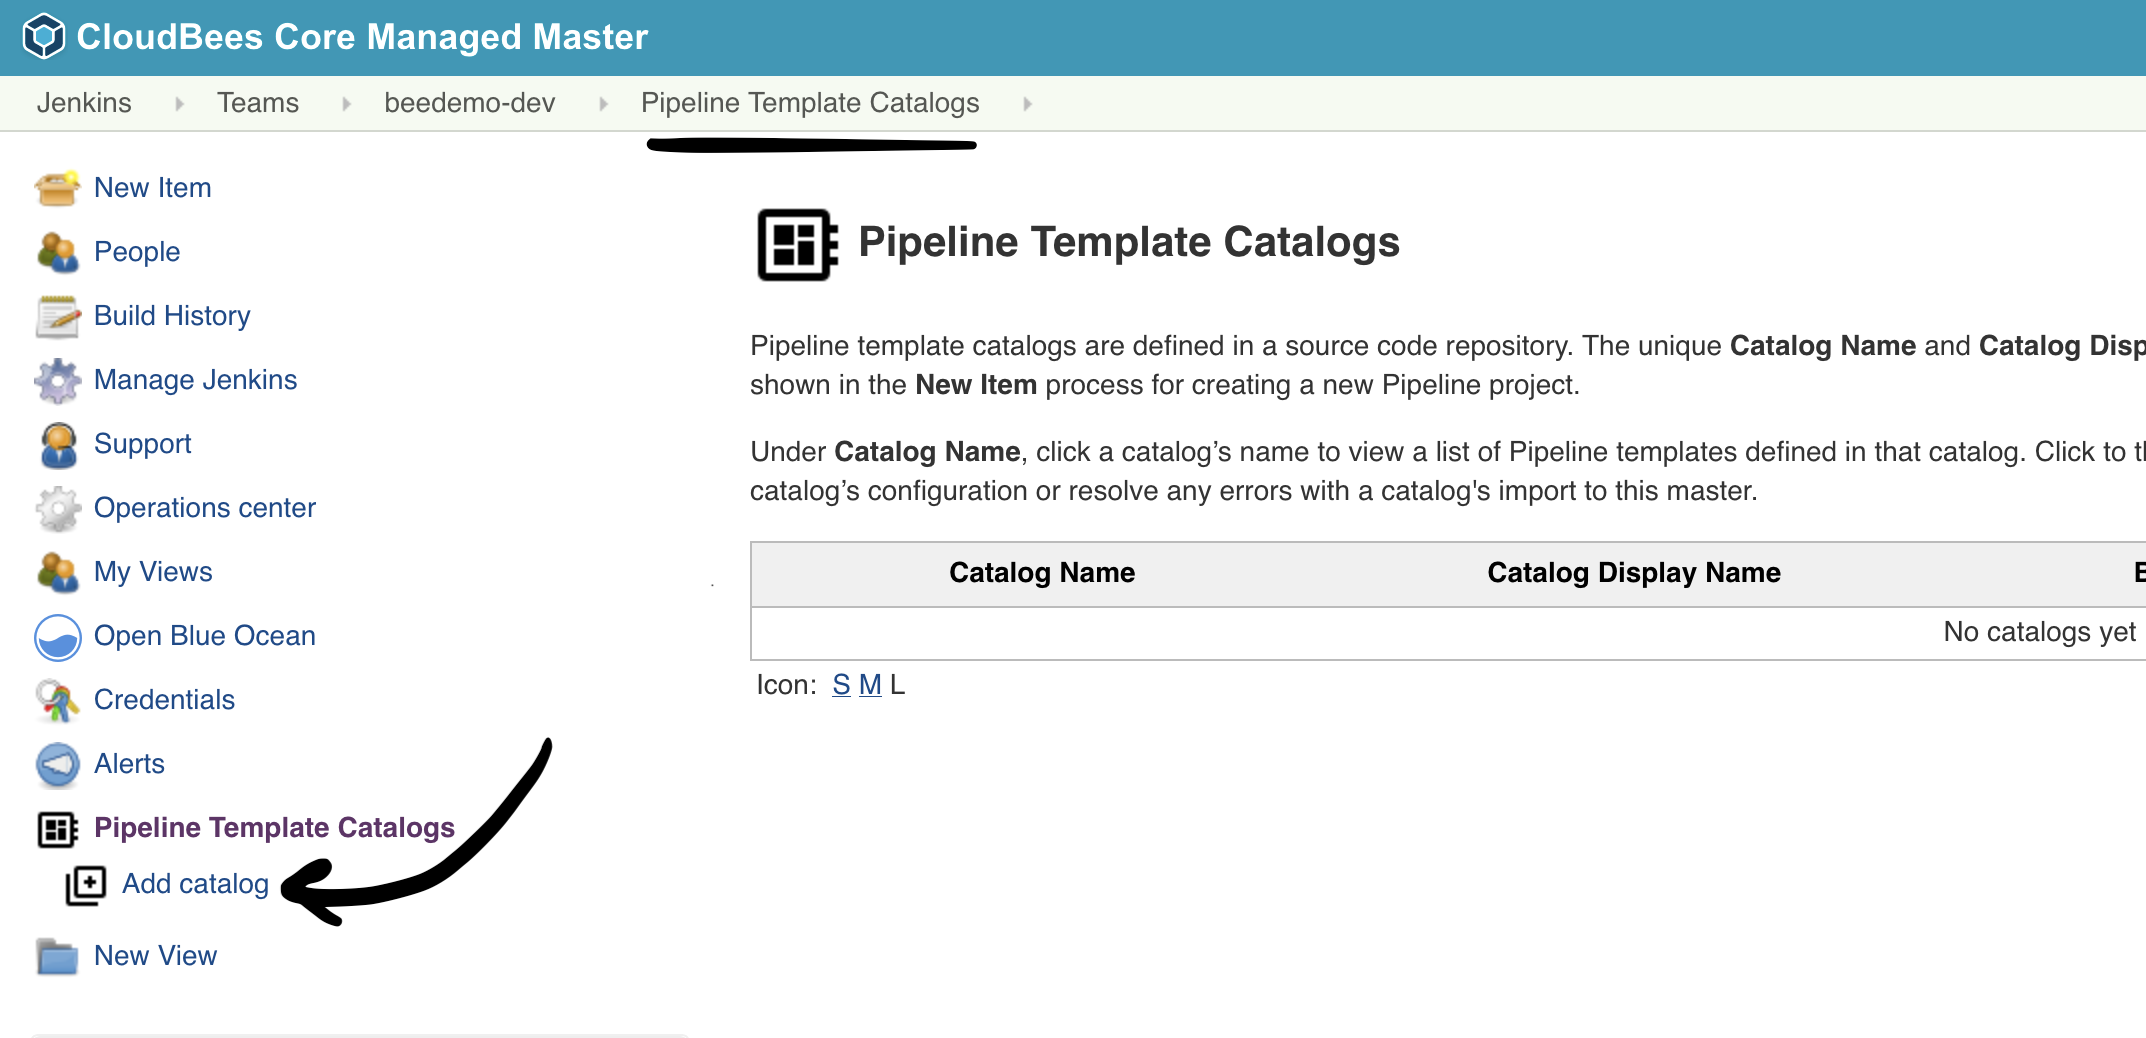 CloudBees Core Managed Master
Jenkins Teams beedemo-dev Pipeline Template Catalogs
New Item
People
Build History
Manage Jenkins
Support
Operations center
My Views
Open Blue Ocean
Credentials
Alerts
Pipeline Template Catalogs
Add catalog
New View
Pipeline Template Catalogs
Pipeline template catalogs are defined in a source code repository. The unique Catalog Name and Catalog Disp
shown in the New Item process for creating a new Pipeline project.
Under Catalog Name, click a catalog’s name to view a list of Pipeline templates defined in that catalog. Click to
catalog’s configuration or resolve any errors with a catalog's import to this master.
Catalog Name Catalog Display Name
No catalogs yet
Icon: S M L